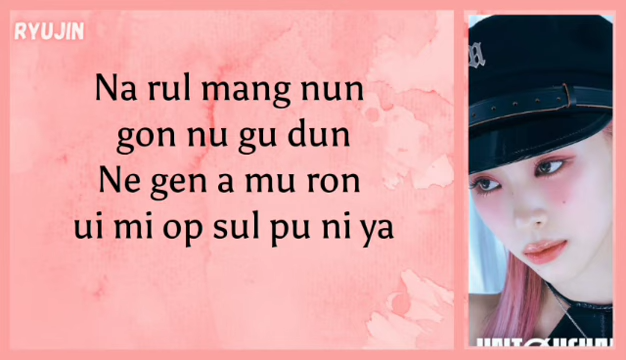 RYUJIN
Na rul mang nun
gon nu gu dun
Ne gen a mu ron
ui mi op sul pu ni ya